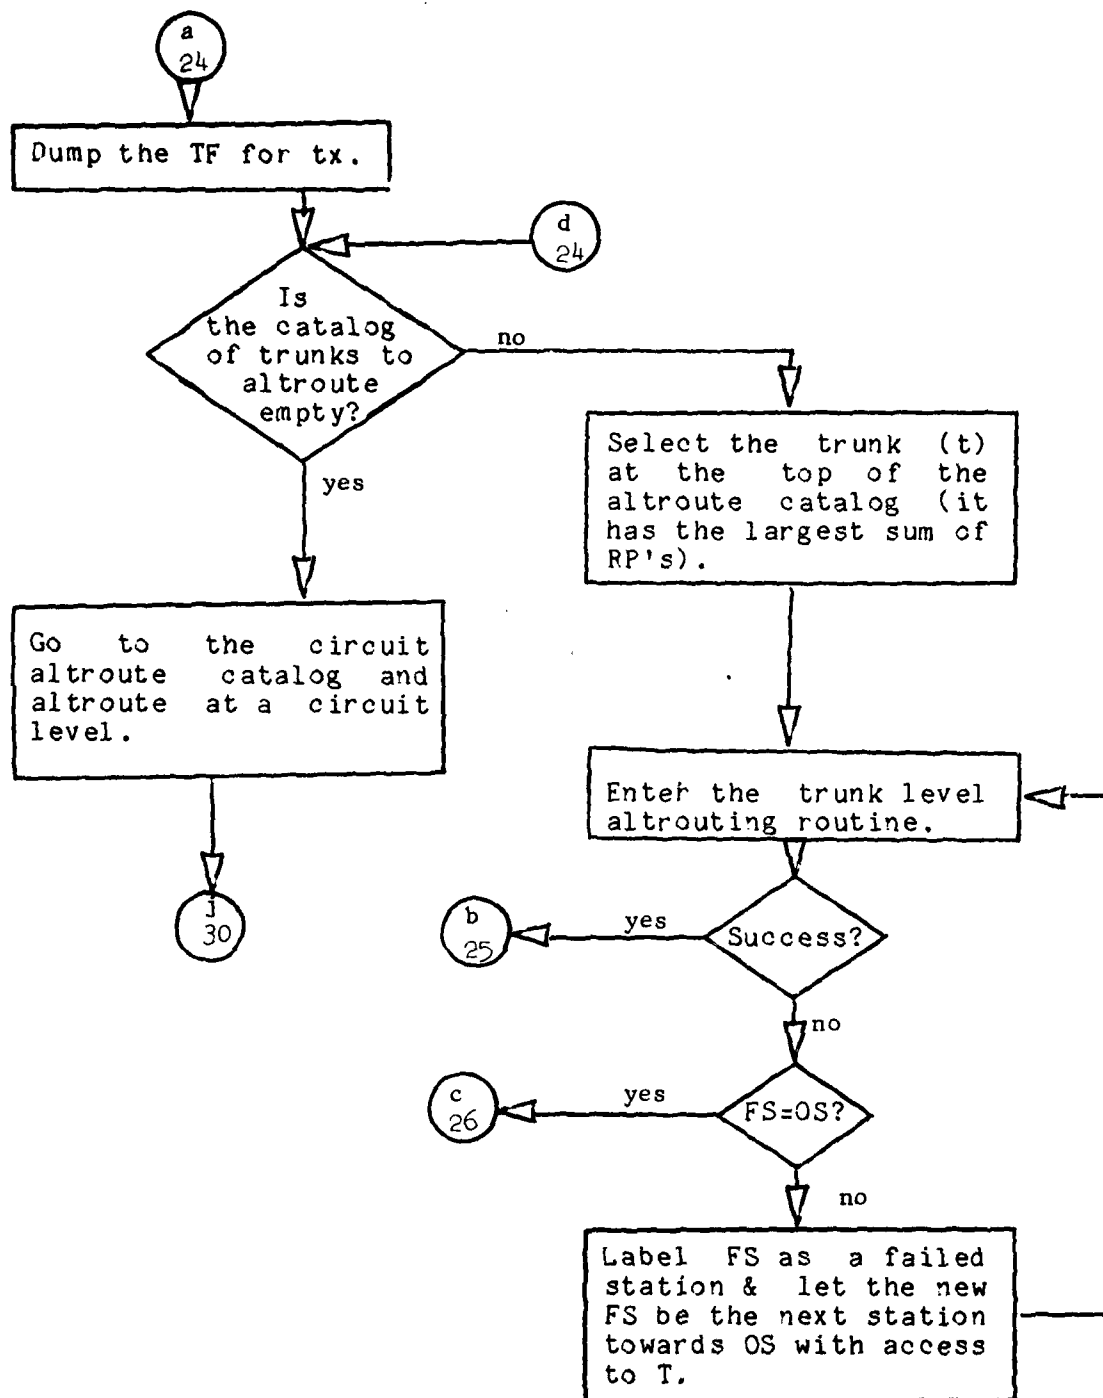 a
24
Dump the TF for tx.
d
24
Is
the catalog
of trunks to
altroute
empty?
no
yes
Select the trunk (t)
at the top of the
altroute catalog (it
has the largest sum of
RP's).
Go to the circuit
altroute catalog and
altroute at a circuit
level.
Enter the trunk level
altrouting routine.
j
30
b
25
yes
Success?
no
c
26
yes
FS=OS?
no
Label FS as a failed
station & let the new
FS be the next station
towards OS with access
to T.